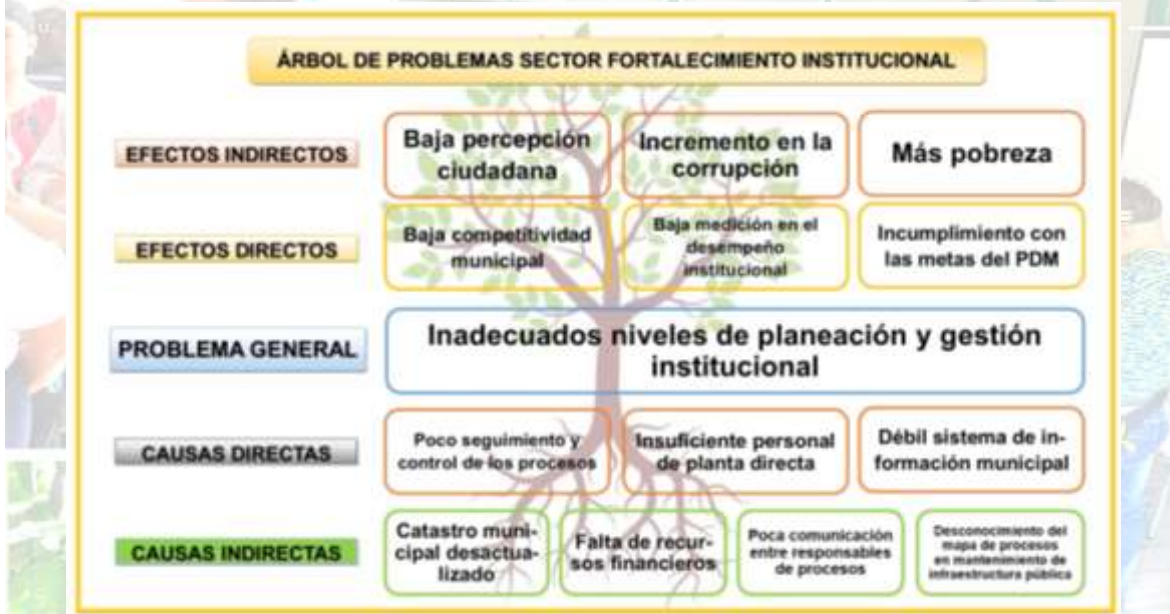 ÁRBOL DE PROBLEMAS SECTOR FORTALECIMIENTO INSTITUCIONAL
EFECTOS INDIRECTOS
Baja percepción
ciudadana
Incremento en la
corrupción
Más pobreza
EFECTOS DIRECTOS
Baja competitividad
municipal
Baja medición en el
desempeño
institucional
Incumplimiento con
las metas del PDM
PROBLEMA GENERAL
Inadecuados niveles de planeación y gestión
institucional
CAUSAS DIRECTAS
Poco seguimiento y
control de los procesos
Insuficiente personal
de planta directa
Débil sistema de in-
formación municipal
CAUSAS INDIRECTAS
Catastro muni-
cipal desactua-
lizado
Falta de recur-
sos financieros
Poca comunicación
entre responsables
de procesos
Desconocimiento del
mapa de procesos
en mantenimiento de
infraestructura pública